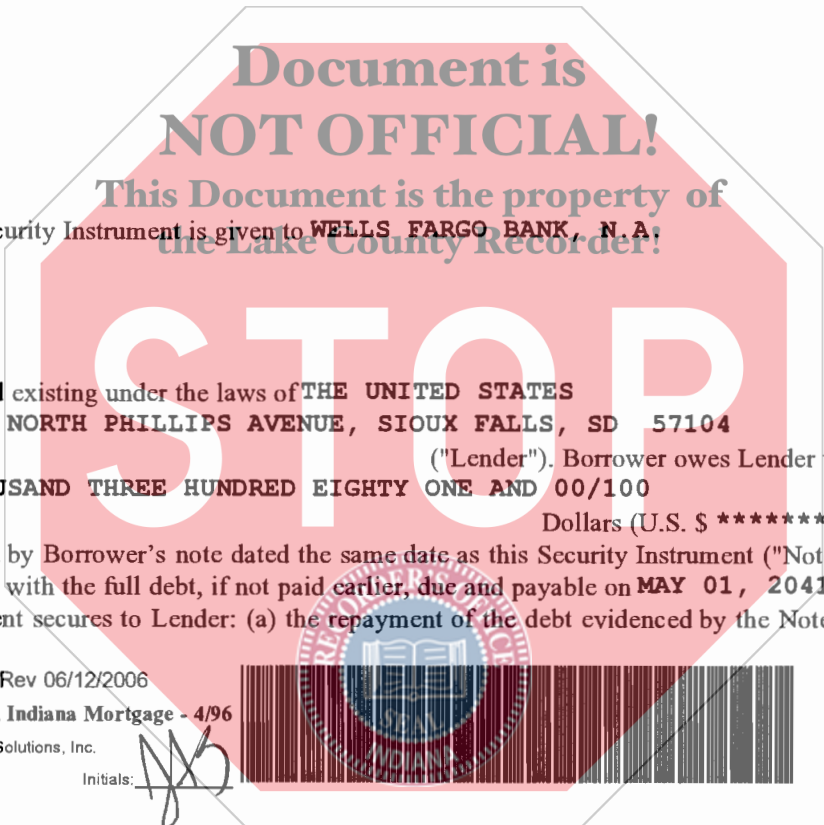 Document is
NOT OFFICIAL!
This Document is the property of
the Lake County Recorder!
curity Instrument is given to WELLS FARGO BANK, N.A.
STOP
existing under the laws of THE UNITED STATES
NORTH PHILLIPS AVENUE, SIOUX FALLS, SD 57104
("Lender"). Borrower owes Lender
USAND THREE HUNDRED EIGHTY ONE AND 00/100
Dollars (U.S. $ *******
by Borrower's note dated the same date as this Security Instrument ("Not
with the full debt, if not paid earlier, due and payable on MAY 01, 2041
ent secures to Lender: (a) the repayment of the debt evidenced by the Note
RECORDER'S OFFICE
SEAL
INDIANA
Rev 06/12/2006
Indiana Mortgage - 4/96
Solutions, Inc.
Initials: